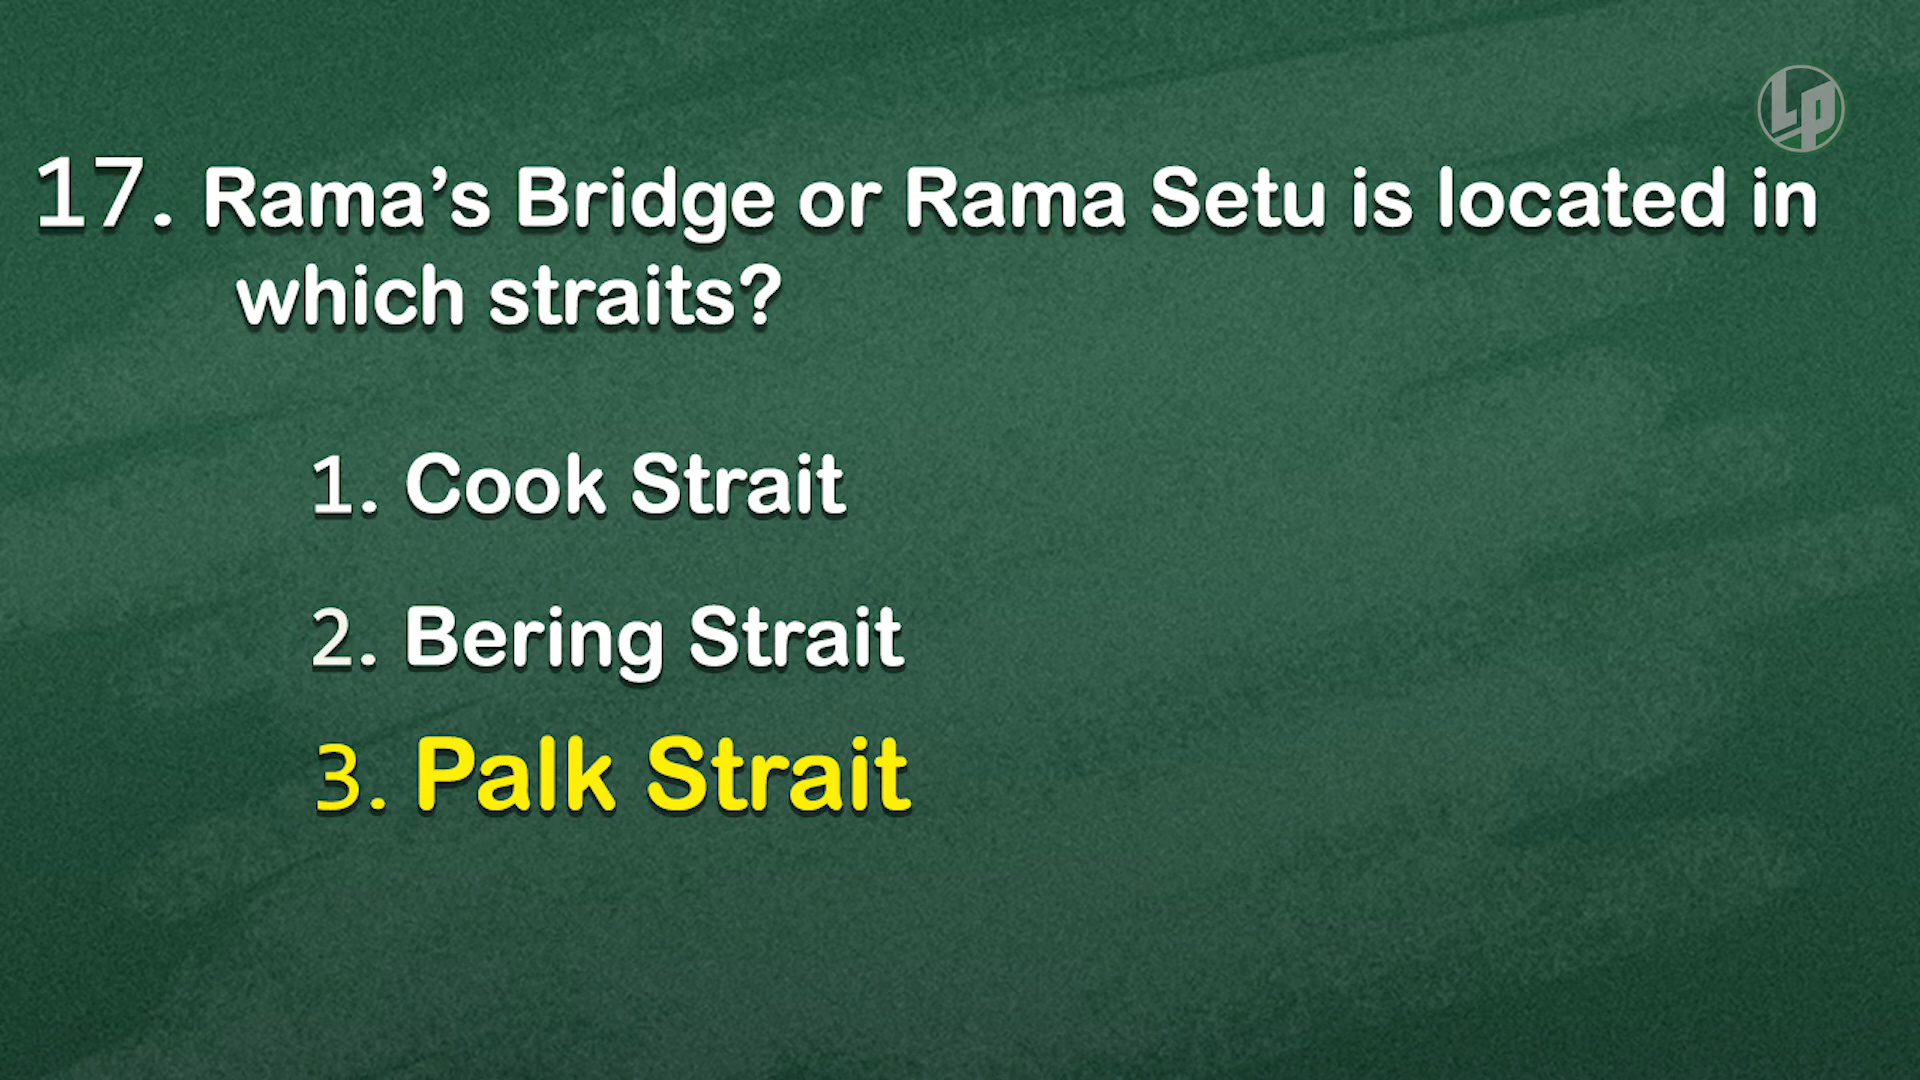 LP
17. Rama’s Bridge or Rama Setu is located in
which straits?
1. Cook Strait
2. Bering Strait
3. Palk Strait